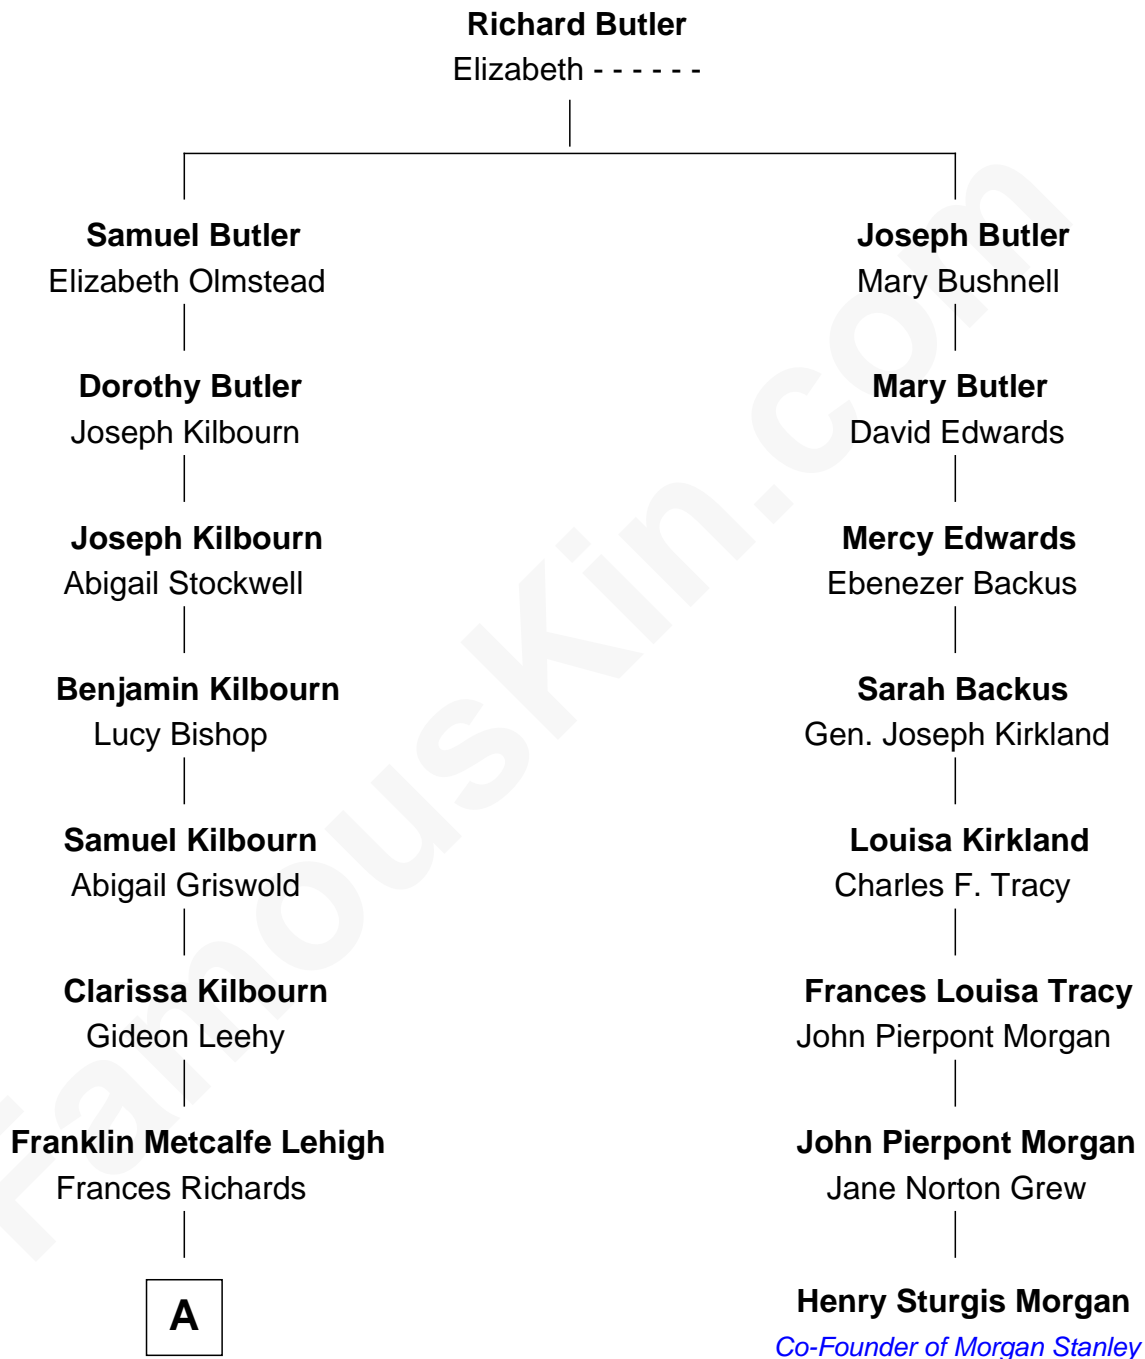 Richard Butler
Elizabeth - - - - - -
Samuel Butler
Elizabeth Olmstead
Joseph Butler
Mary Bushnell
Dorothy Butler
Joseph Kilbourn
Mary Butler
David Edwards
Joseph Kilbourn
Abigail Stockwell
Mercy Edwards
Ebenezer Backus
Benjamin Kilbourn
Lucy Bishop
Sarah Backus
Gen. Joseph Kirkland
Samuel Kilbourn
Abigail Griswold
Louisa Kirkland
Charles F. Tracy
Clarissa Kilbourn
Gideon Leehy
Frances Louisa Tracy
John Pierpont Morgan
Franklin Metcalfe Lehigh
Frances Richards
John Pierpont Morgan
Jane Norton Grew
A
Henry Sturgis Morgan
Co-Founder of Morgan Stanley
FamousKin.com